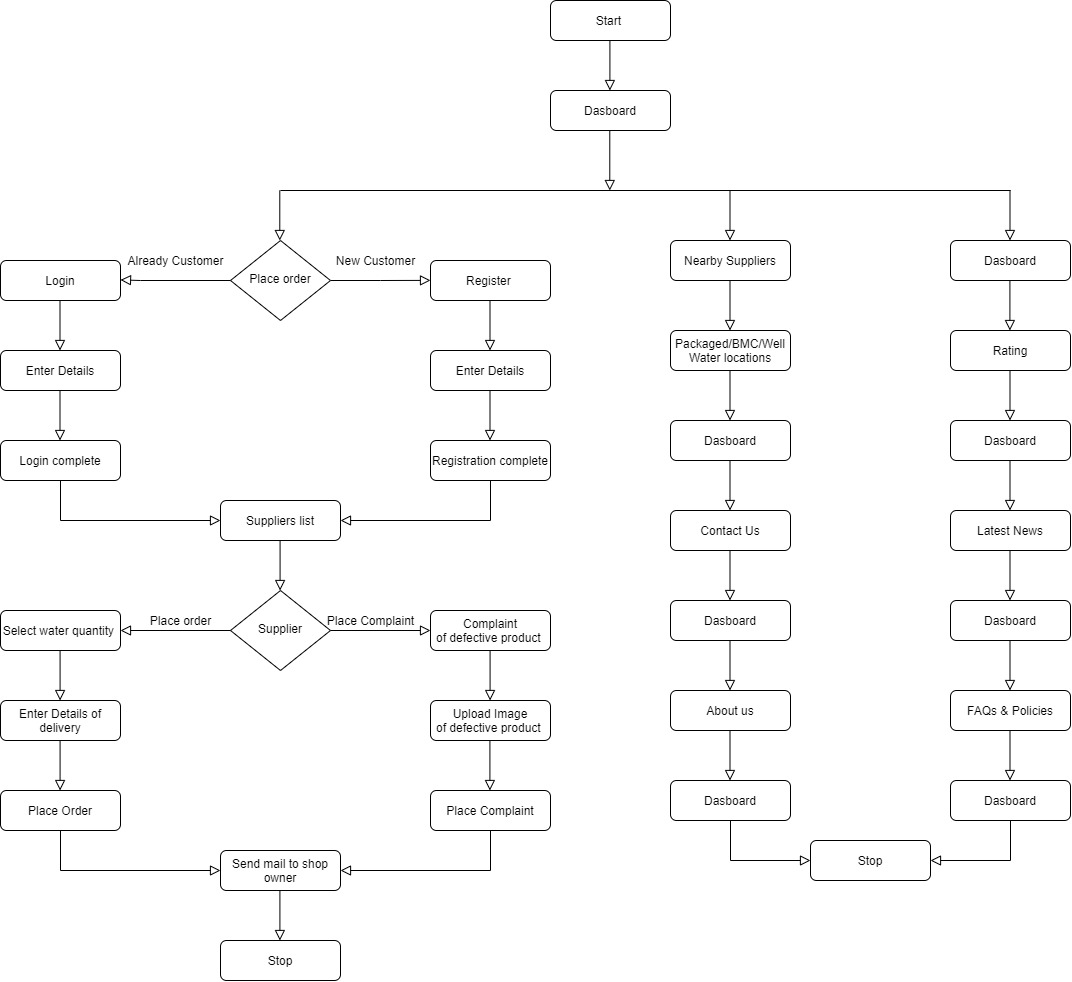 Start
Dasboard
Already Customer
New Customer
Login
Place order
Register
Nearby Suppliers
Dasboard
Enter Details
Enter Details
Packaged/BMC/Well
Water locations
Rating
Login complete
Registration complete
Dasboard
Dasboard
Suppliers list
Contact Us
Latest News
Place order
Place Complaint
Select water quantity
Supplier
Complaint
of defective product
Dasboard
Dasboard
Enter Details of
delivery
Upload Image
of defective product
About us
FAQs & Policies
Place Order
Place Complaint
Dasboard
Dasboard
Send mail to shop
owner
Stop
Stop